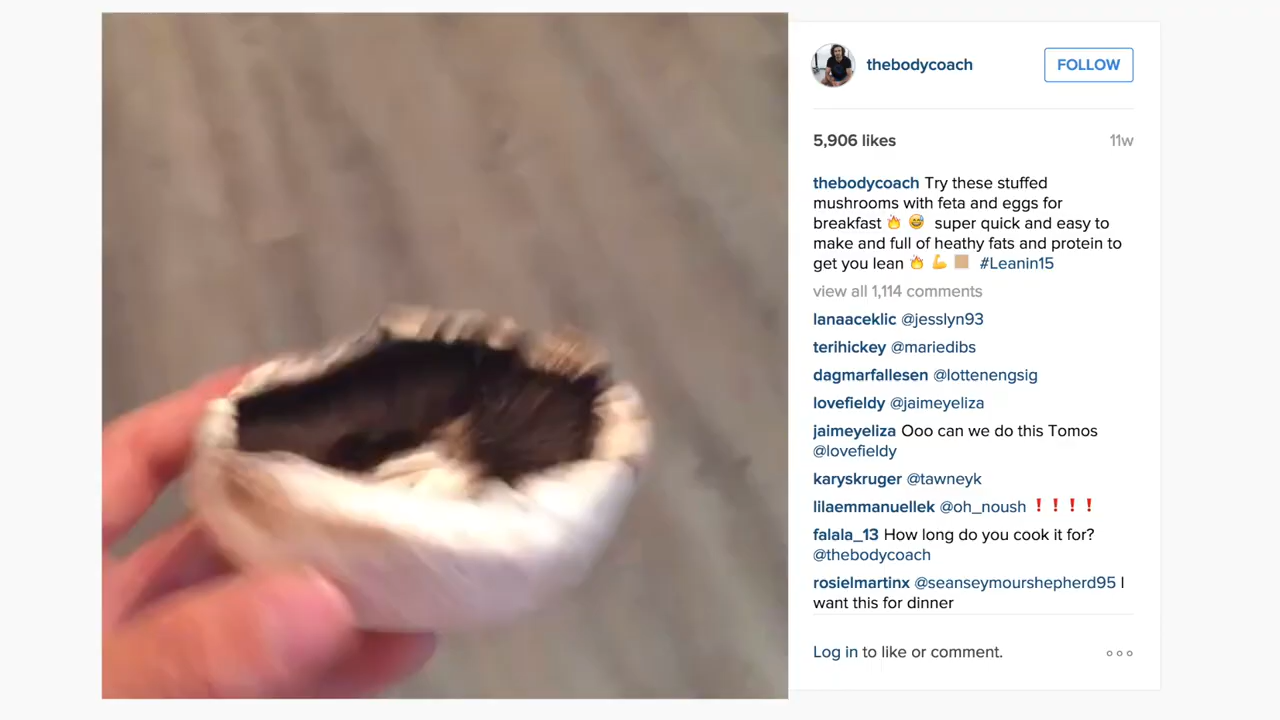 thebodycoach
FOLLOW
5,906 likes
11w
thebodycoach Try these stuffed
mushrooms with feta and eggs for
breakfast 🔥 😅 super quick and easy to
make and full of heathy fats and protein to
get you lean 🔥 💪 🏼 #Leanin15
view all 1,114 comments
lanaaceklic @jesslyn93
terihickey @mariedibs
dagmarfallesen @lottenengsig
lovefieldy @jaimeyeliza
jaimeyeliza Ooo can we do this Tomos
@lovefieldy
karyskruger @tawneyk
lilaemmanuellek @oh_noush ❗❗❗❗
falala_13 How long do you cook it for?
@thebodycoach
rosielmartinx @seanseymourshepherd95 I
want this for dinner
Log in to like or comment.